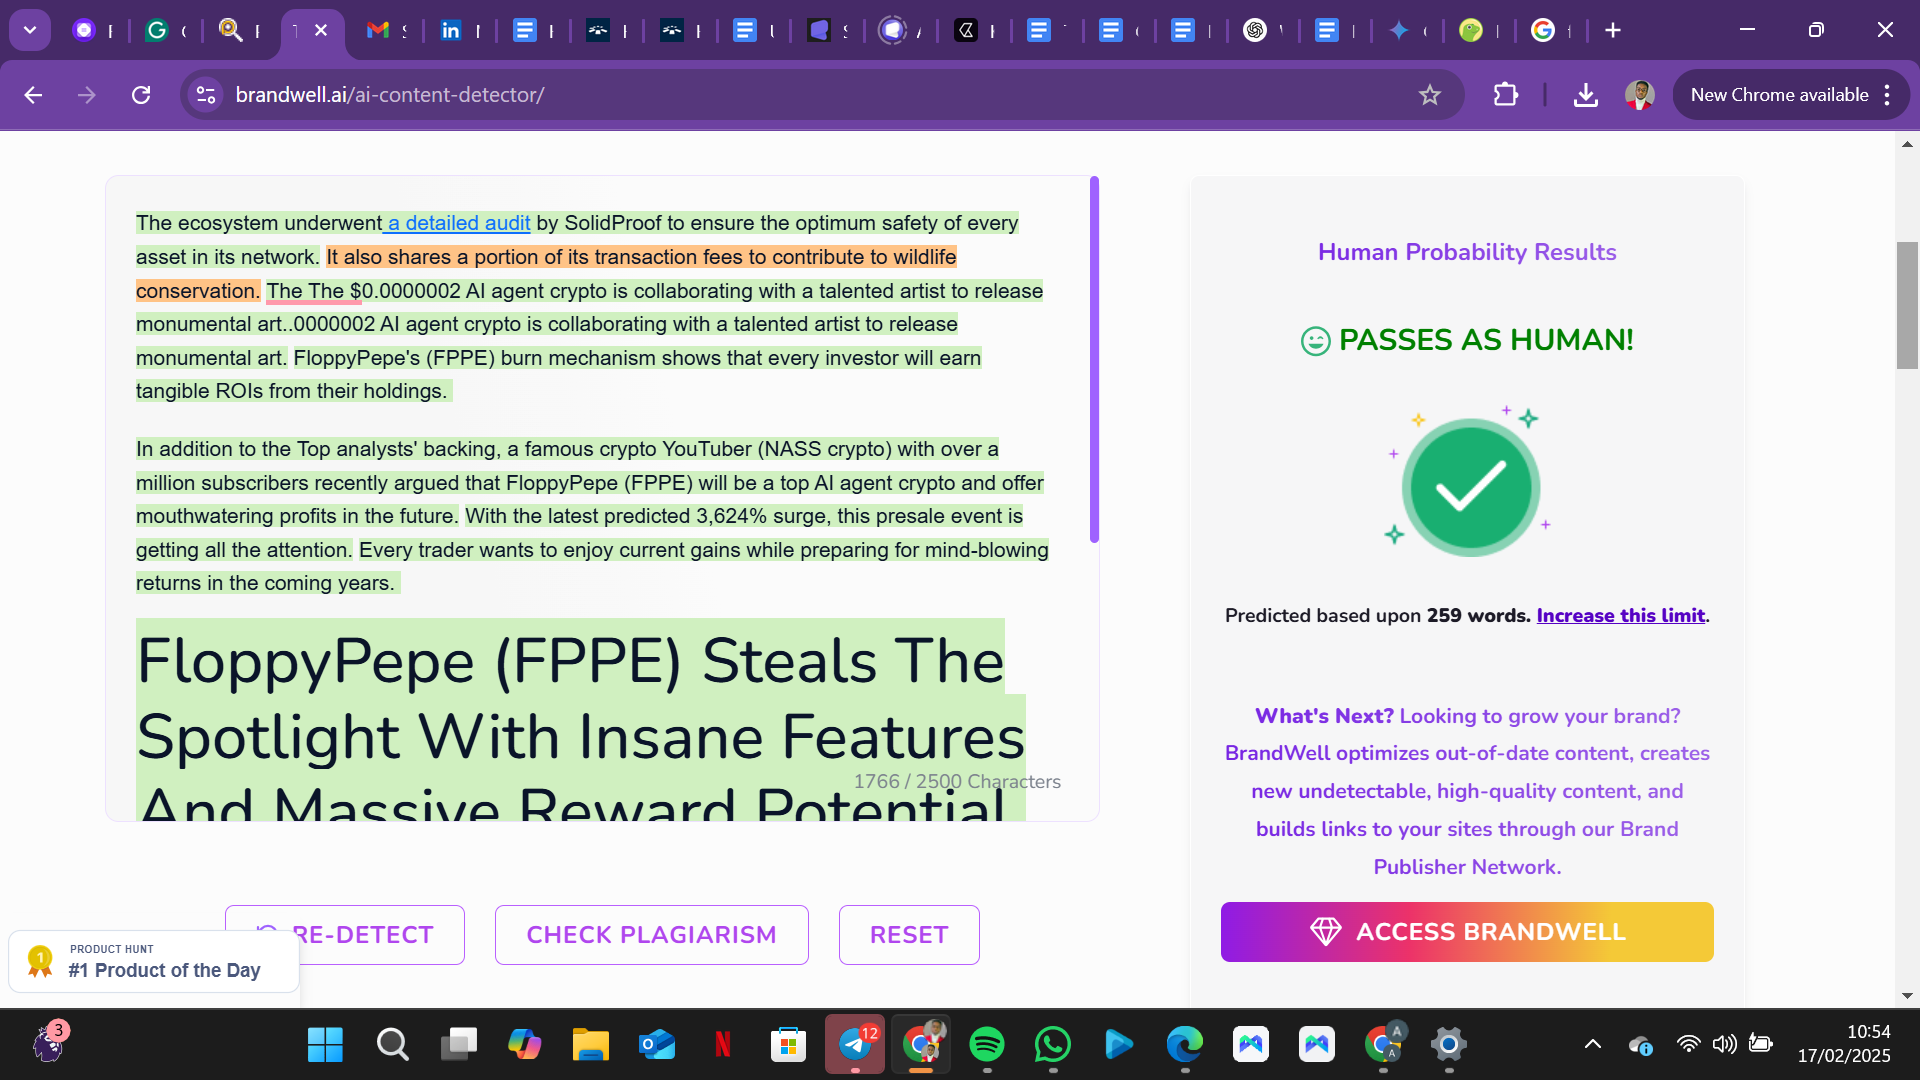 brandwell.ai/ai-content-detector/
New Chrome available
The ecosystem underwent a detailed audit by SolidProof to ensure the optimum safety of every
asset in its network. It also shares a portion of its transaction fees to contribute to wildlife
conservation. The The $0.0000002 AI agent crypto is collaborating with a talented artist to release
monumental art..0000002 AI agent crypto is collaborating with a talented artist to release
monumental art. FloppyPepe's (FPPE) burn mechanism shows that every investor will earn
tangible ROIs from their holdings.
In addition to the Top analysts' backing, a famous crypto YouTuber (NASS crypto) with over a
million subscribers recently argued that FloppyPepe (FPPE) will be a top AI agent crypto and offer
mouthwatering profits in the future. With the latest predicted 3,624% surge, this presale event is
getting all the attention. Every trader wants to enjoy current gains while preparing for mind-blowing
returns in the coming years.
FloppyPepe (FPPE) Steals The
Spotlight With Insane Features
And Massive Reward Potential
1766 / 2500 Characters
RE-DETECT
CHECK PLAGIARISM
RESET
PRODUCT HUNT
#1 Product of the Day
1
Human Probability Results
PASSES AS HUMAN!
Predicted based upon 259 words. Increase this limit.
What's Next? Looking to grow your brand?
BrandWell optimizes out-of-date content, creates
new undetectable, high-quality content, and
builds links to your sites through our Brand
Publisher Network.
ACCESS BRANDWELL
3
12
A
A
10:54
17/02/2025